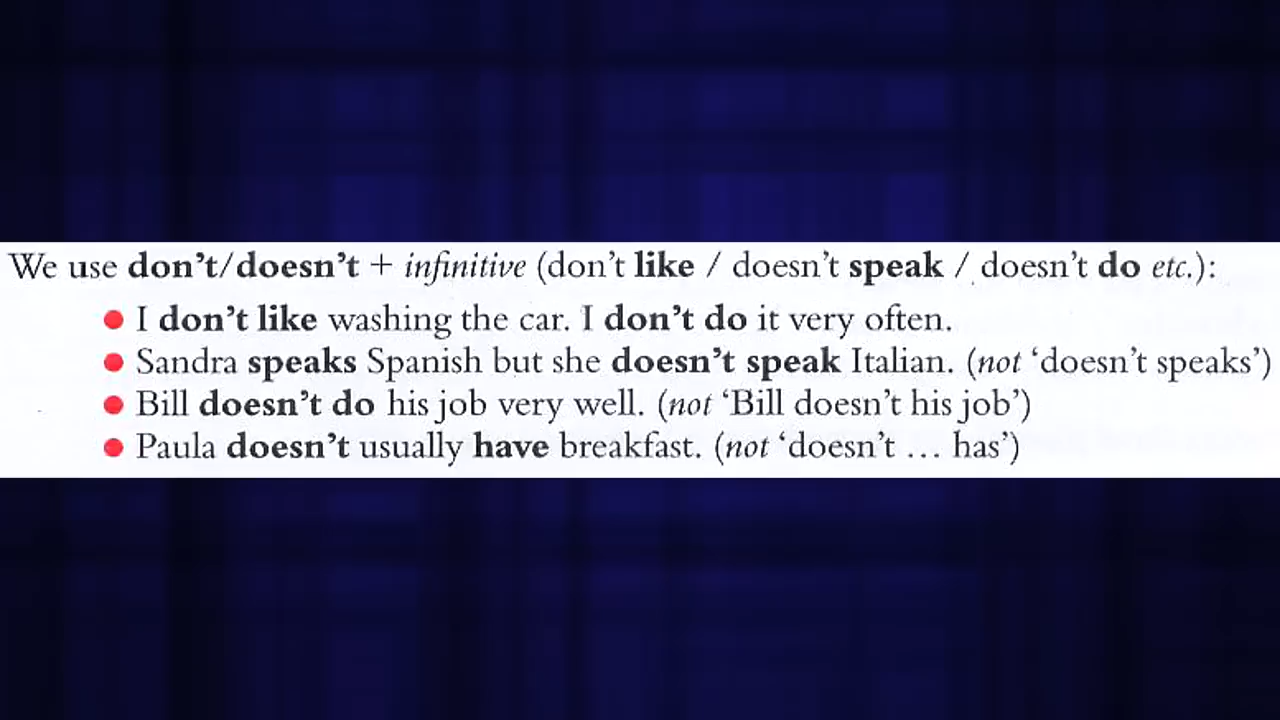 We use don't/doesn't + infinitive (don't like / doesn't speak / doesn't do etc.):
● I don't like washing the car. I don't do it very often.
● Sandra speaks Spanish but she doesn't speak Italian. (not ‘doesn't speaks’)
● Bill doesn't do his job very well. (not ‘Bill doesn't his job’)
● Paula doesn't usually have breakfast. (not ‘doesn't ... has’)